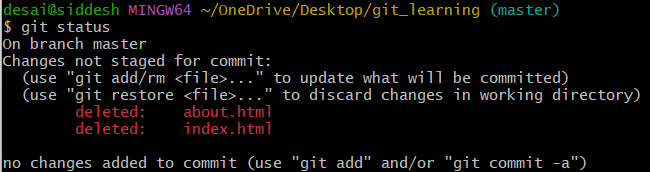 desai@siddesh MINGW64 ~/OneDrive/Desktop/git_learning (master)
$ git status
On branch master
Changes not staged for commit:
  (use "git add/rm <file>..." to update what will be committed)
  (use "git restore <file>..." to discard changes in working directory)
        deleted:    about.html
        deleted:    index.html

no changes added to commit (use "git add" and/or "git commit -a")